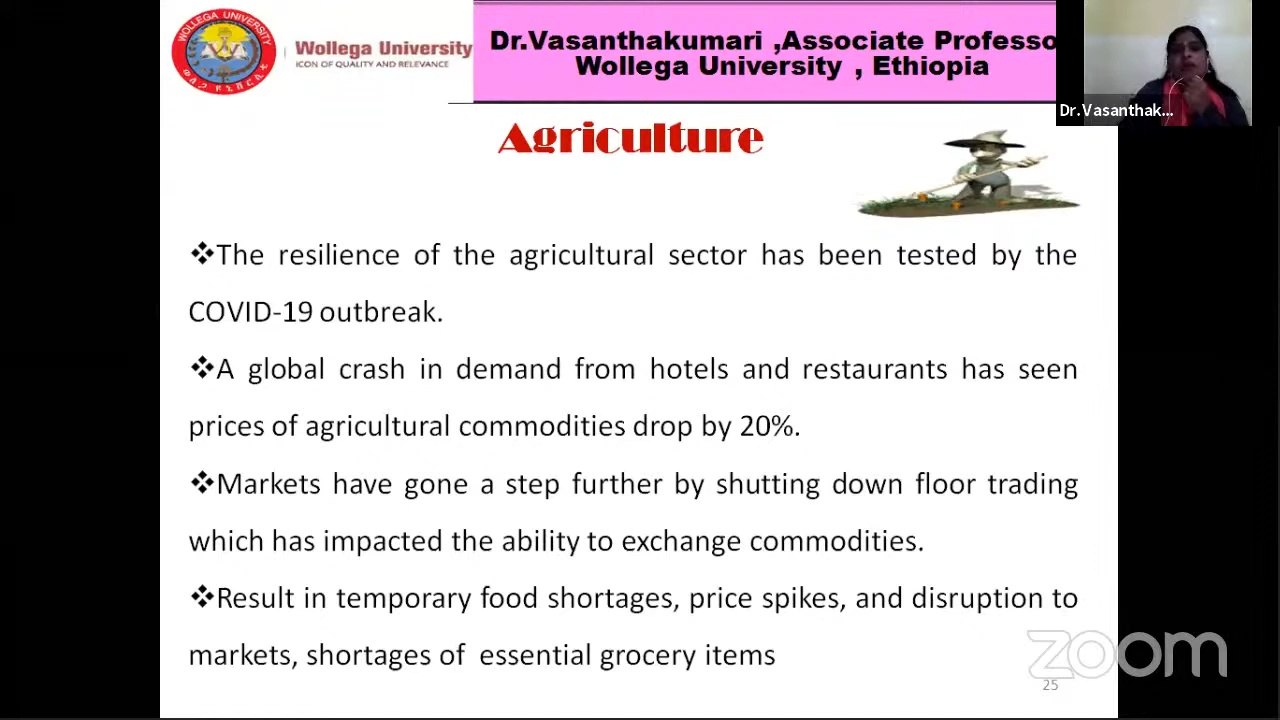 WOLLEGA UNIVERSITY
Wollega University
ICON OF QUALITY AND RELEVANCE
Dr.Vasanthakumari ,Associate Professo
Wollega University , Ethiopia
Dr.Vasanthak...
Agriculture
❖The resilience of the agricultural sector has been tested by the
COVID-19 outbreak.
❖A global crash in demand from hotels and restaurants has seen
prices of agricultural commodities drop by 20%.
❖Markets have gone a step further by shutting down floor trading
which has impacted the ability to exchange commodities.
❖Result in temporary food shortages, price spikes, and disruption to
markets, shortages of  essential grocery items
zoom
25